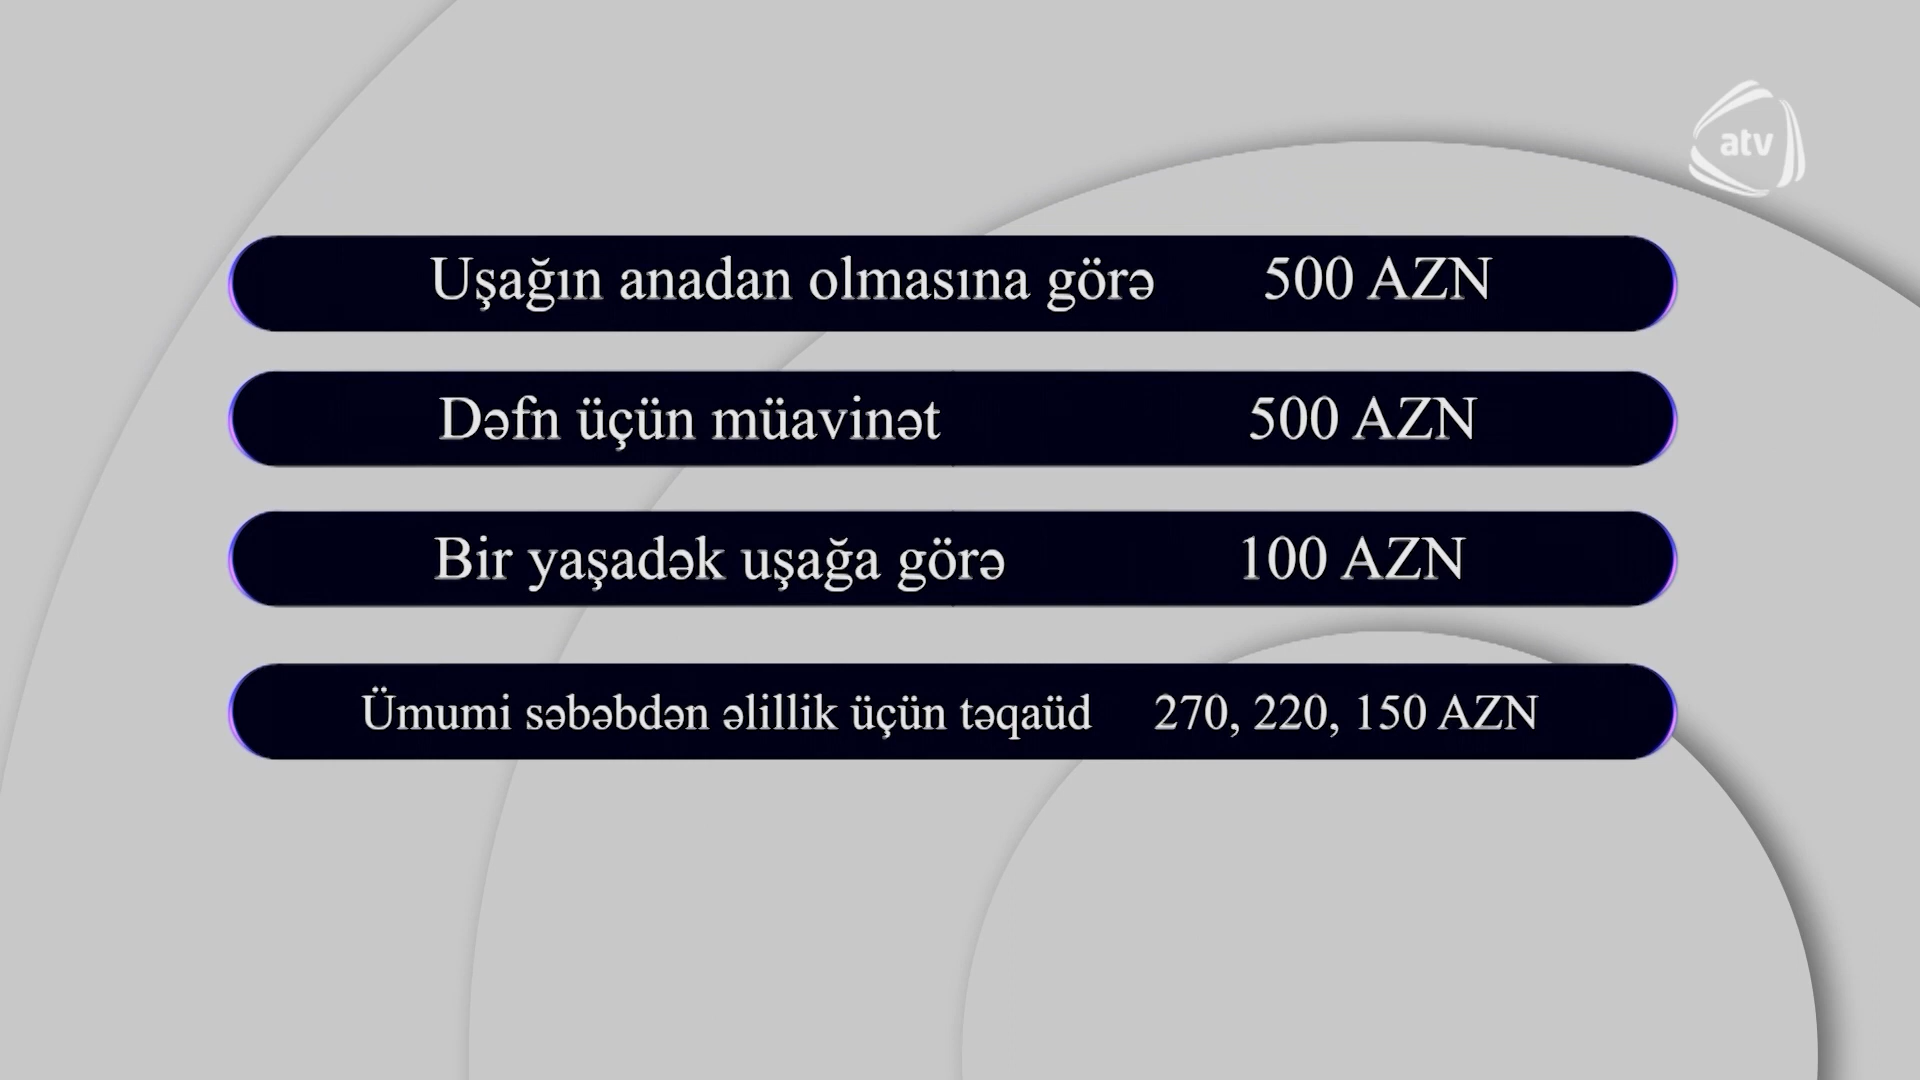 atv
Uşağın anadan olmasına görə 500 AZN
Dəfn üçün müavinət 500 AZN
Bir yaşadək uşağa görə 100 AZN
Ümumi səbəbdən əlillik üçün təqaüd 270, 220, 150 AZN